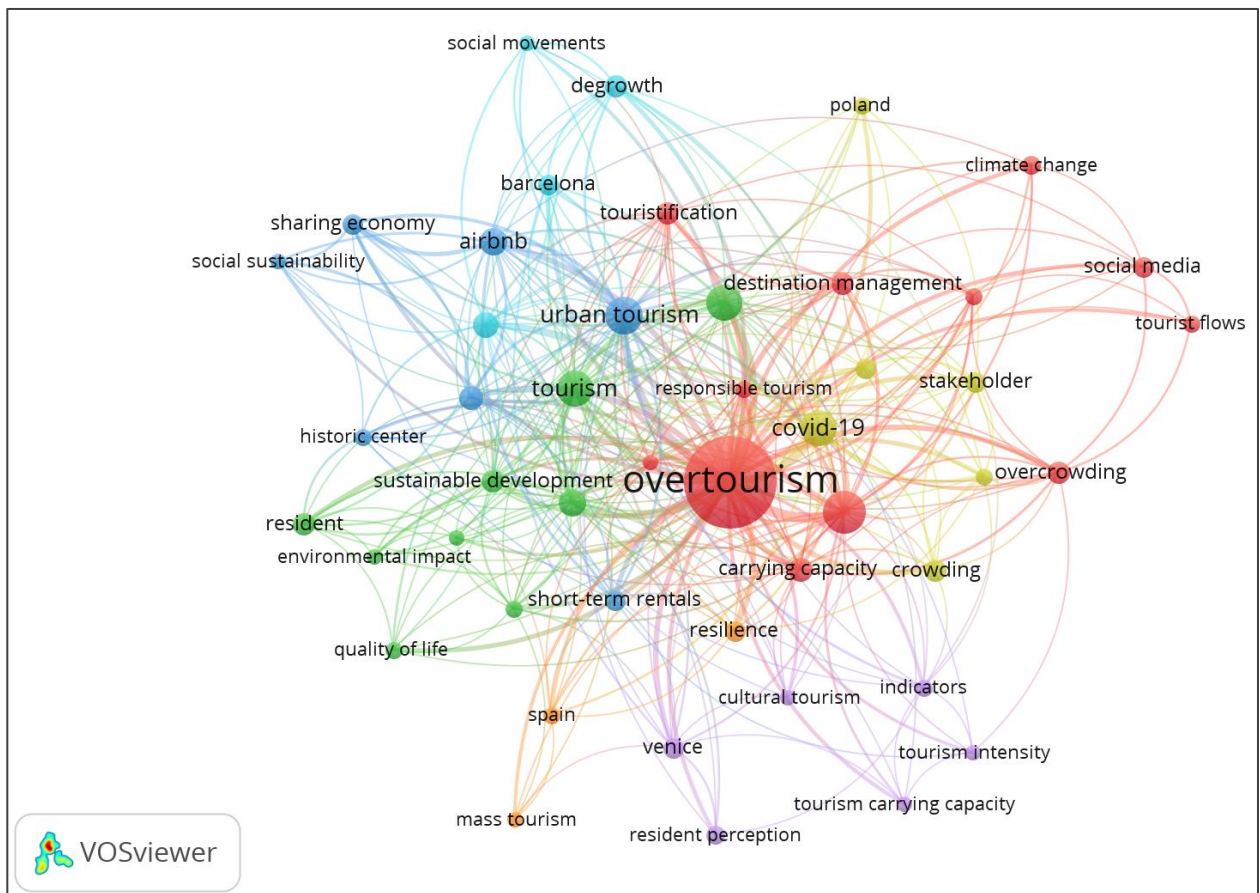 social movements
degrowth
poland
climate change
barcelona
touristification
sharing economy
airbnb
social sustainability
social media
destination management
urban tourism
tourist flows
tourism
responsible tourism
stakeholder
covid-19
historic center
overtourism
sustainable development
overcrowding
resident
environmental impact
carrying capacity
crowding
short-term rentals
resilience
quality of life
cultural tourism
indicators
spain
venice
tourism intensity
tourism carrying capacity
mass tourism
resident perception
VOSviewer